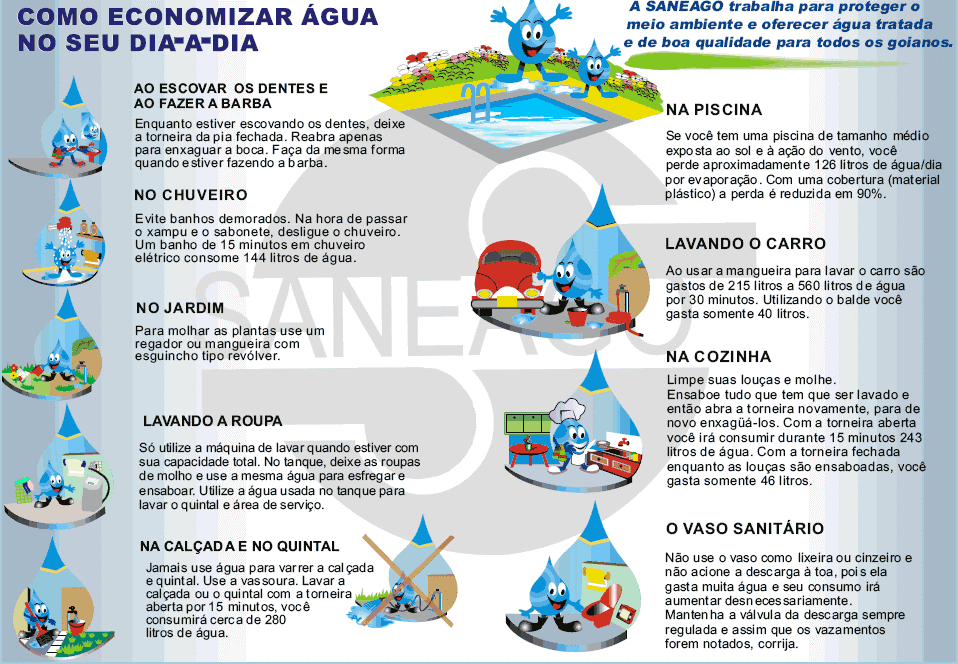 COMO ECONOMIZAR ÁGUA
NO SEU DIA-A-DIA
A SANEAGO trabalha para proteger o
meio ambiente e oferecer água tratada
e de boa qualidade para todos os goianos.
AO ESCOVAR OS DENTES E
AO FAZER A BARBA
Enquanto estiver escovando os dentes, deixe
a torneira da pia fechada. Reabra apenas
para enxaguar a boca. Faça da mesma forma
quando estiver fazendo a barba.
NO CHUVEIRO
Evite banhos demorados. Na hora de passar
o xampu e o sabonete, desligue o chuveiro.
Um banho de 15 minutos em chuveiro
elétrico consome 144 litros de água.
NO JARDIM
Para molhar as plantas use um
regador ou mangueira com
esguincho tipo revólver.
LAVANDO A ROUPA
Só utilize a máquina de lavar quando estiver com
sua capacidade total. No tanque, deixe as roupas
de molho e use a mesma água para esfregar e
ensaboar. Utilize a água usada no tanque para
lavar o quintal e área de serviço.
NA CALÇADA E NO QUINTAL
Jamais use água para varrer a calçada
e quintal. Use a vassoura. Lavar a
calçada ou o quintal com a torneira
aberta por 15 minutos, você
consumirá cerca de 280
litros de água.
NA PISCINA
Se você tem uma piscina de tamanho médio
exposta ao sol e à ação do vento, você
perde aproximadamente 126 litros de água/dia
por evaporação. Com uma cobertura (material
plástico) a perda é reduzida em 90%.
LAVANDO O CARRO
Ao usar a mangueira para lavar o carro são
gastos de 215 litros a 560 litros de água
por 30 minutos. Utilizando o balde você
gasta somente 40 litros.
NA COZINHA
Limpe suas louças e molhe.
Ensaboe tudo que tem que ser lavado e
então abra a torneira novamente, para de
novo enxagüá-los. Com a torneira aberta
você irá consumir durante 15 minutos 243
litros de água. Com a torneira fechada
enquanto as louças são ensaboadas, você
gasta somente 46 litros.
O VASO SANITÁRIO
Não use o vaso como lixeira ou cinzeiro e
não acione a descarga à toa, pois ela
gasta muita água e seu consumo irá
aumentar desnecessariamente.
Mantenha a válvula da descarga sempre
regulada e assim que os vazamentos
forem notados, corrija.
SANEAGO